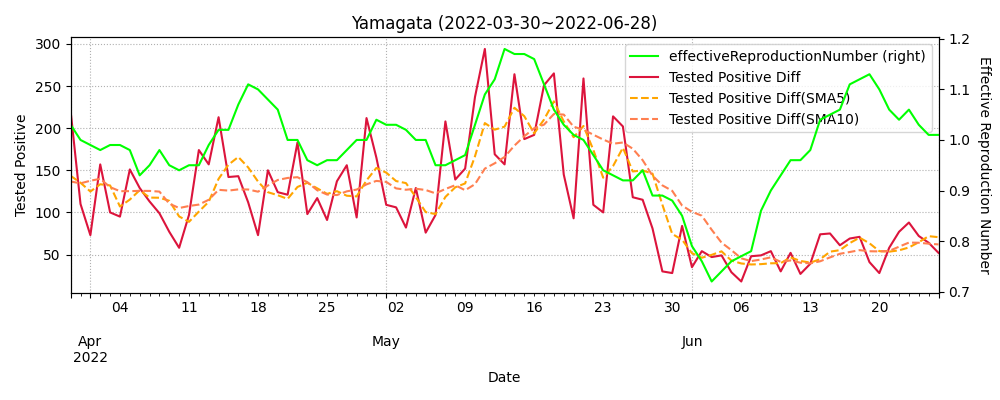 Yamagata (2022-03-30~2022-06-28)
effectiveReproductionNumber (right)
Tested Positive Diff
Tested Positive Diff(SMA5)
Tested Positive Diff(SMA10)
Tested Positive
300
250
200
150
100
50
1.2
1.1
1.0
0.9
0.8
0.7
Effective Reproduction Number
04 11 18 25 02 09 16 23 30 06 13 20
Apr May Jun
2022
Date